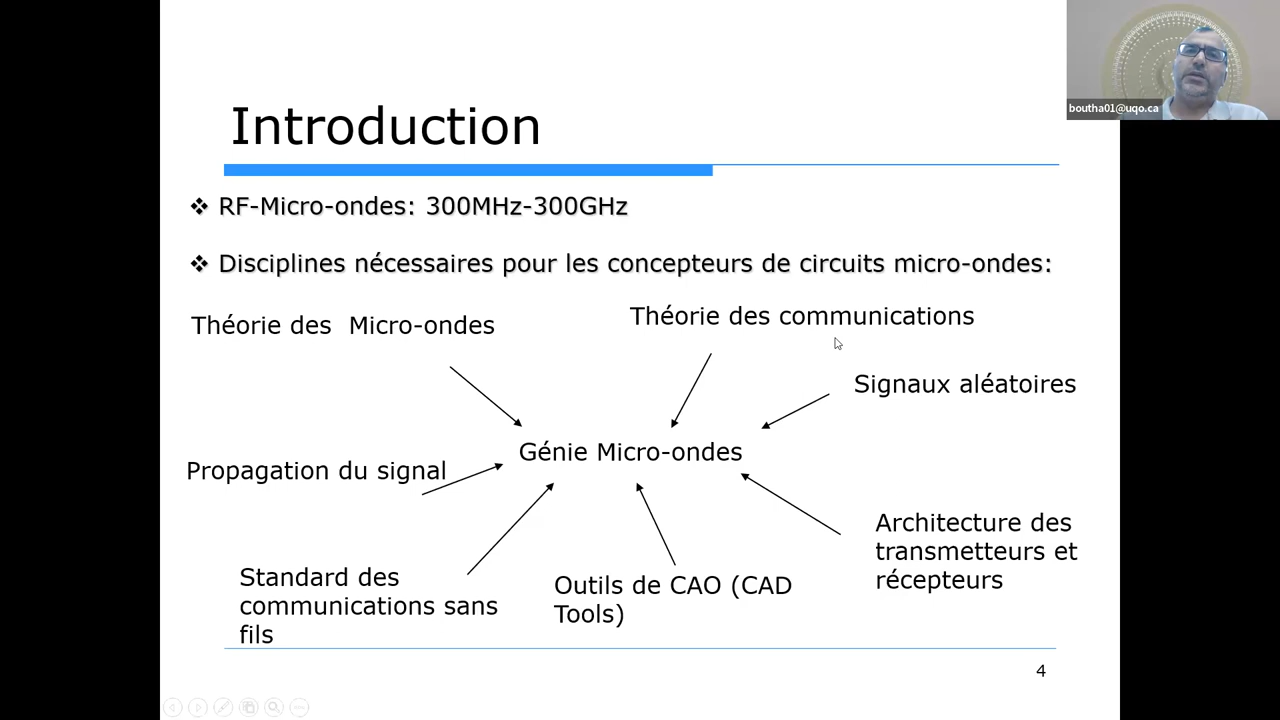 boutha01@uqo.ca
Introduction
❖ RF-Micro-ondes: 300MHz-300GHz
❖ Disciplines nécessaires pour les concepteurs de circuits micro-ondes:
Théorie des communications
Théorie des  Micro-ondes
Signaux aléatoires
Génie Micro-ondes
Propagation du signal
Architecture des
transmetteurs et
récepteurs
Standard des
communications sans
fils
Outils de CAO (CAD
Tools)
4